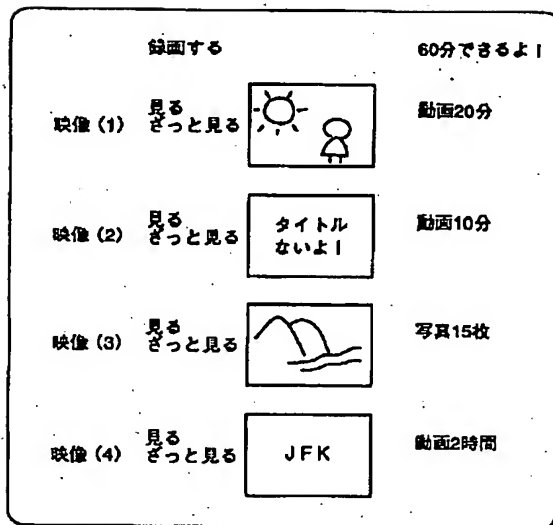 録画する 60分できるよ!
見る
映像(1) ざっと見る 動画20分
見る
映像(2) ざっと見る タイトル 動画10分
ないよ!
見る
映像(3) ざっと見る 写真15枚
見る
映像(4) ざっと見る JFK 動画2時間